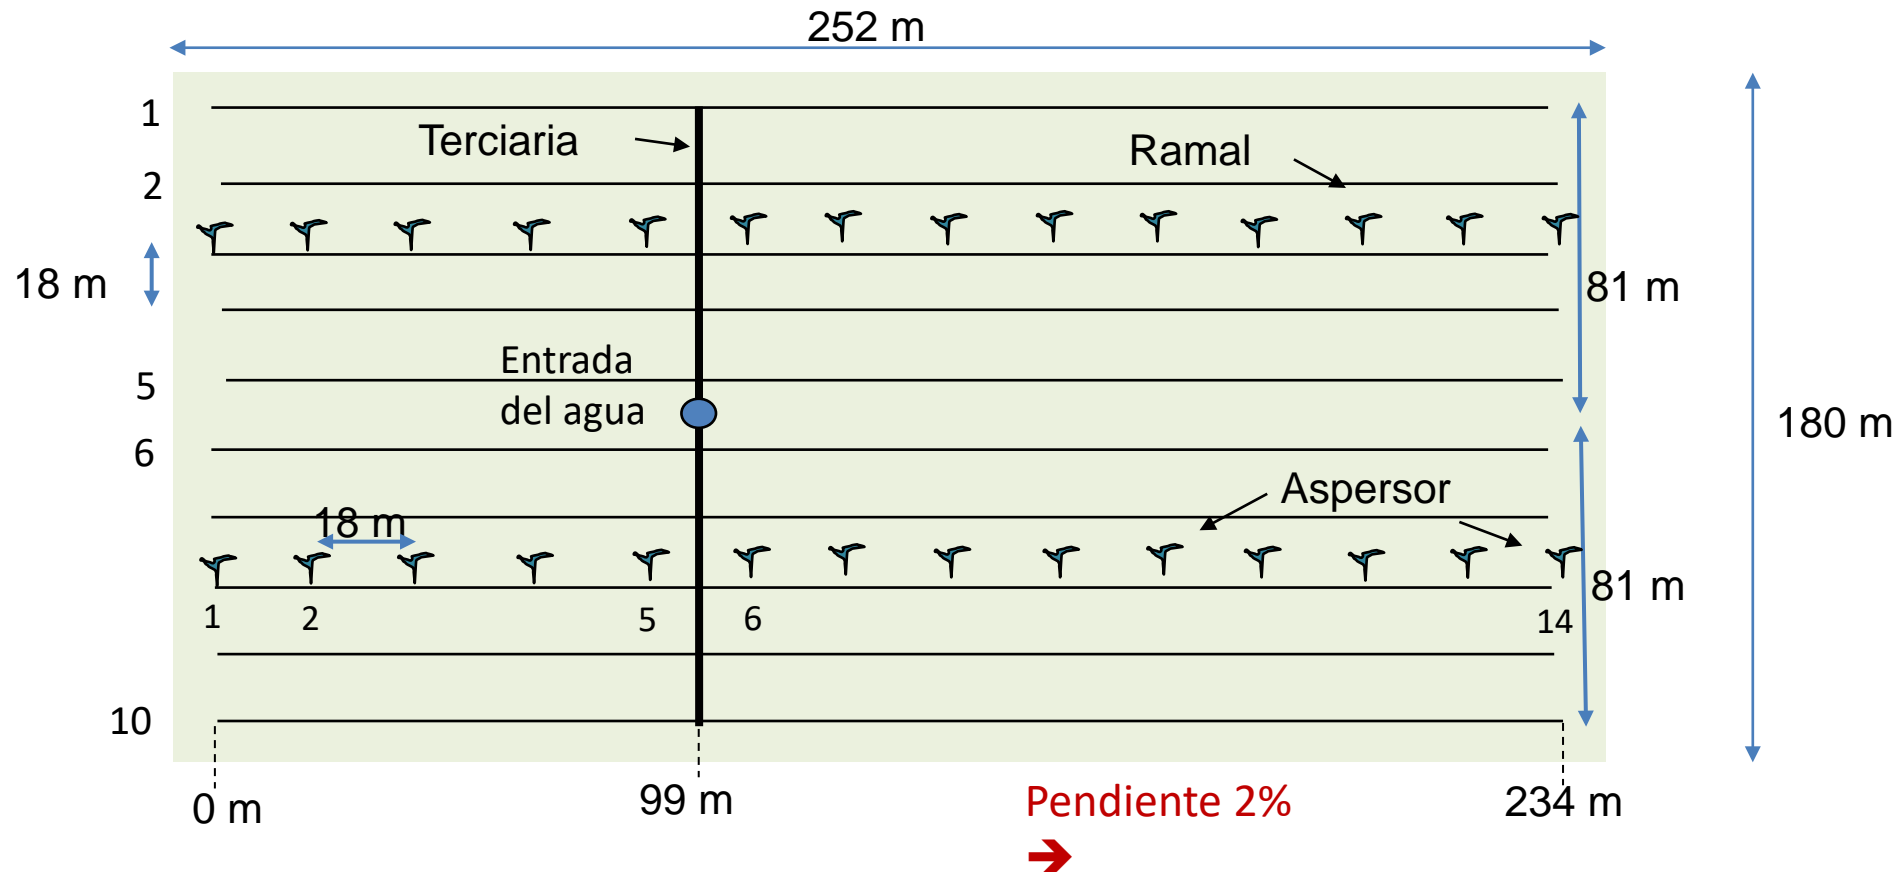 252 m
1
Terciaria
Ramal
2
18 m
81 m
Entrada
del agua
5
180 m
6
Aspersor
18 m
81 m
1
2
5
6
14
10
0 m
99 m
Pendiente 2%
234 m